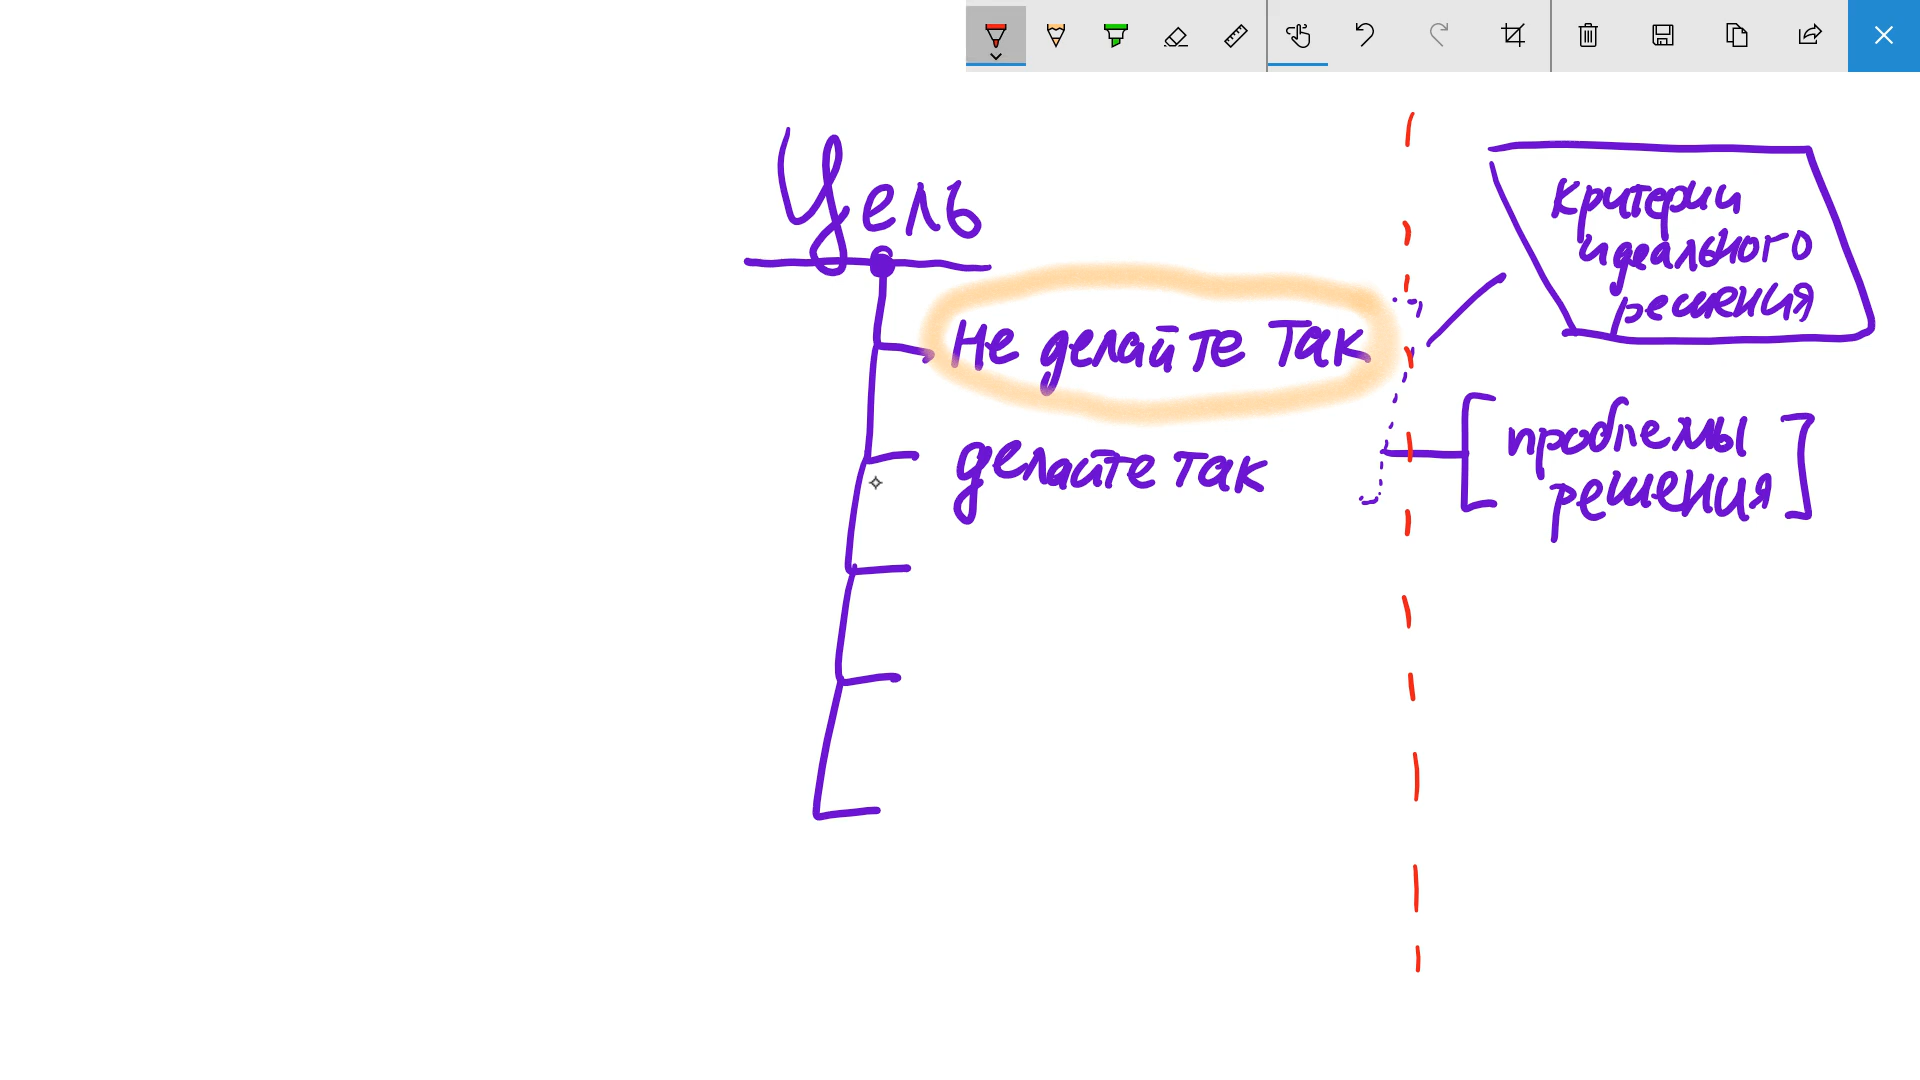 Цель
Не делайте так
делайте так
Критерии
идеального
решения
проблемы
решения